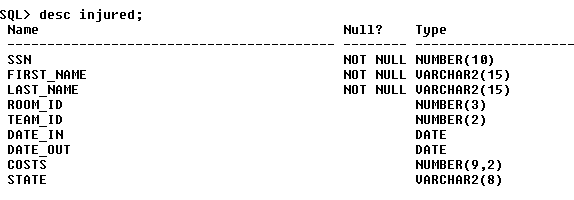 SQL> desc injured;
Name Null? Type
----------------------------------------- -------- ----------------------------
SSN NOT NULL NUMBER(10)
FIRST_NAME NOT NULL VARCHAR2(15)
LAST_NAME NOT NULL VARCHAR2(15)
ROOM_ID NUMBER(3)
TEAM_ID NUMBER(2)
DATE_IN DATE
DATE_OUT DATE
COSTS NUMBER(9,2)
STATE VARCHAR2(8)